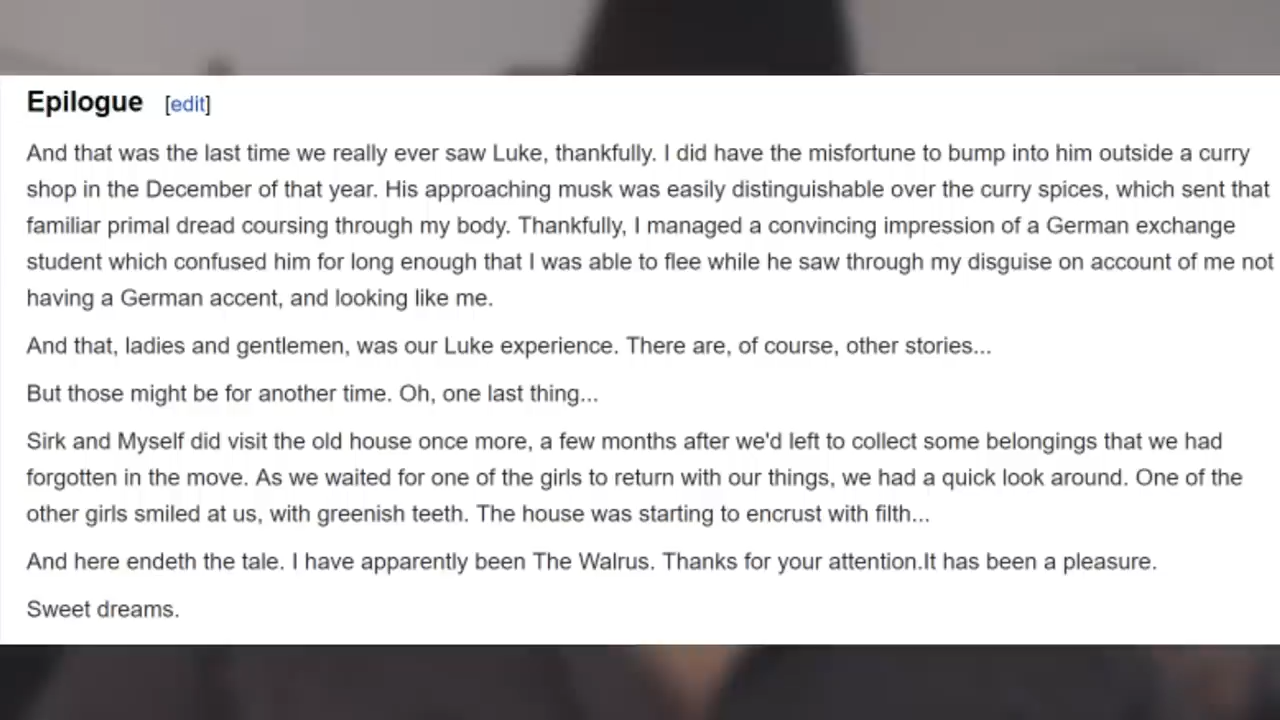 Epilogue [edit]
And that was the last time we really ever saw Luke, thankfully. I did have the misfortune to bump into him outside a curry
shop in the December of that year. His approaching musk was easily distinguishable over the curry spices, which sent that
familiar primal dread coursing through my body. Thankfully, I managed a convincing impression of a German exchange
student which confused him for long enough that I was able to flee while he saw through my disguise on account of me not
having a German accent, and looking like me.
And that, ladies and gentlemen, was our Luke experience. There are, of course, other stories...
But those might be for another time. Oh, one last thing...
Sirk and Myself did visit the old house once more, a few months after we'd left to collect some belongings that we had
forgotten in the move. As we waited for one of the girls to return with our things, we had a quick look around. One of the
other girls smiled at us, with greenish teeth. The house was starting to encrust with filth...
And here endeth the tale. I have apparently been The Walrus. Thanks for your attention.It has been a pleasure.
Sweet dreams.